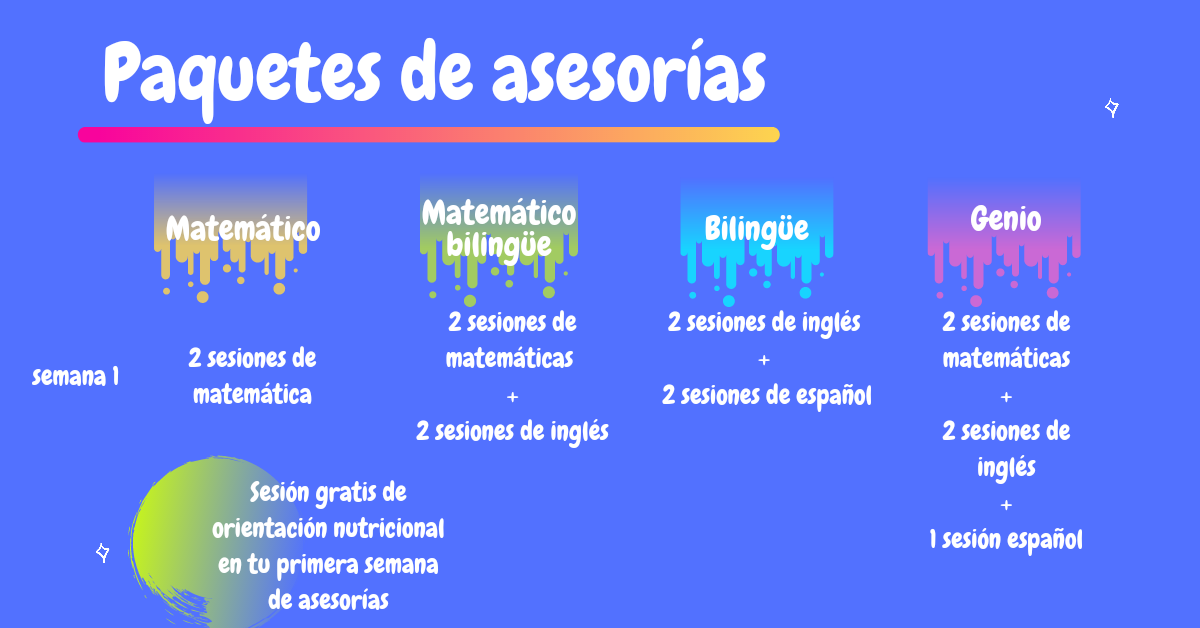 Paquetes de asesorías
Matemático
Matemático
bilingüe
Bilingüe
Genio
semana 1
2 sesiones de
matemática
2 sesiones de
matemáticas
+
2 sesiones de inglés
2 sesiones de inglés
+
2 sesiones de español
2 sesiones de
matemáticas
+
2 sesiones de
inglés
+
1 sesión español
Sesión gratis de
orientación nutricional
en tu primera semana
de asesorías